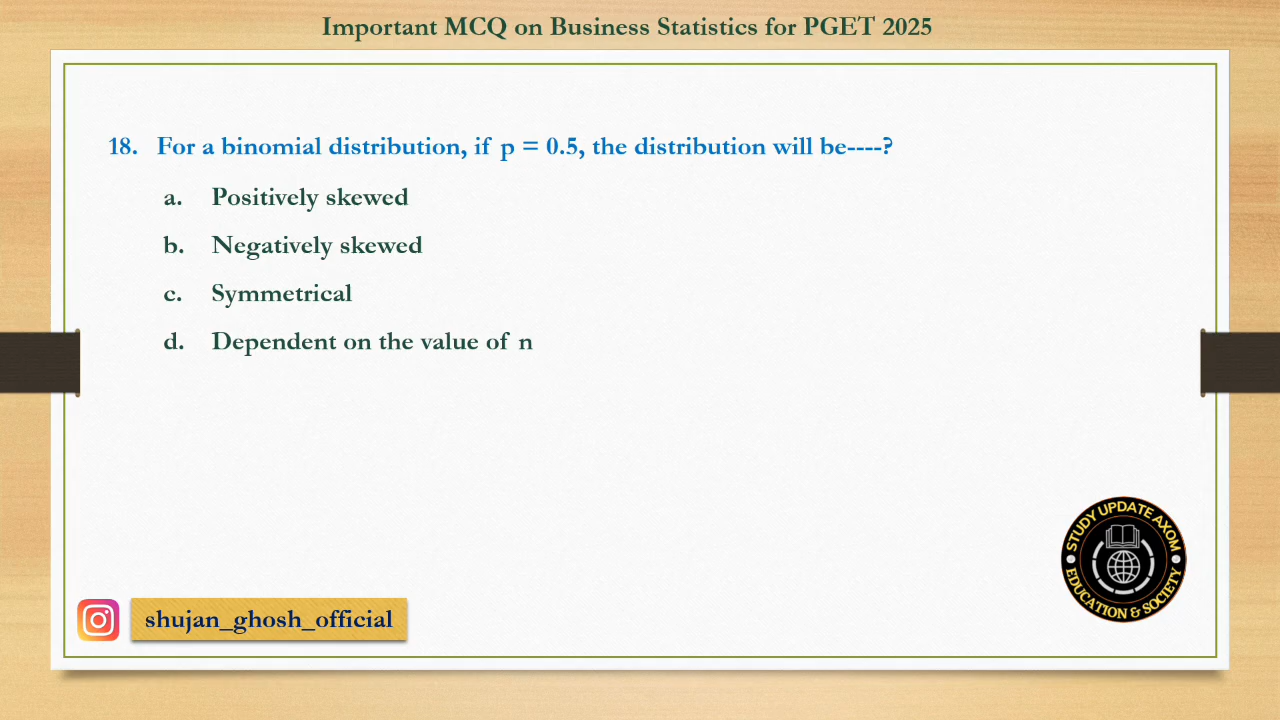 Important MCQ on Business Statistics for PGET 2025
18. For a binomial distribution, if p = 0.5, the distribution will be----?
a. Positively skewed
b. Negatively skewed
c. Symmetrical
d. Dependent on the value of n
STUDY UPDATE AXOM
EDUCATION & SOCIETY
shujan_ghosh_official